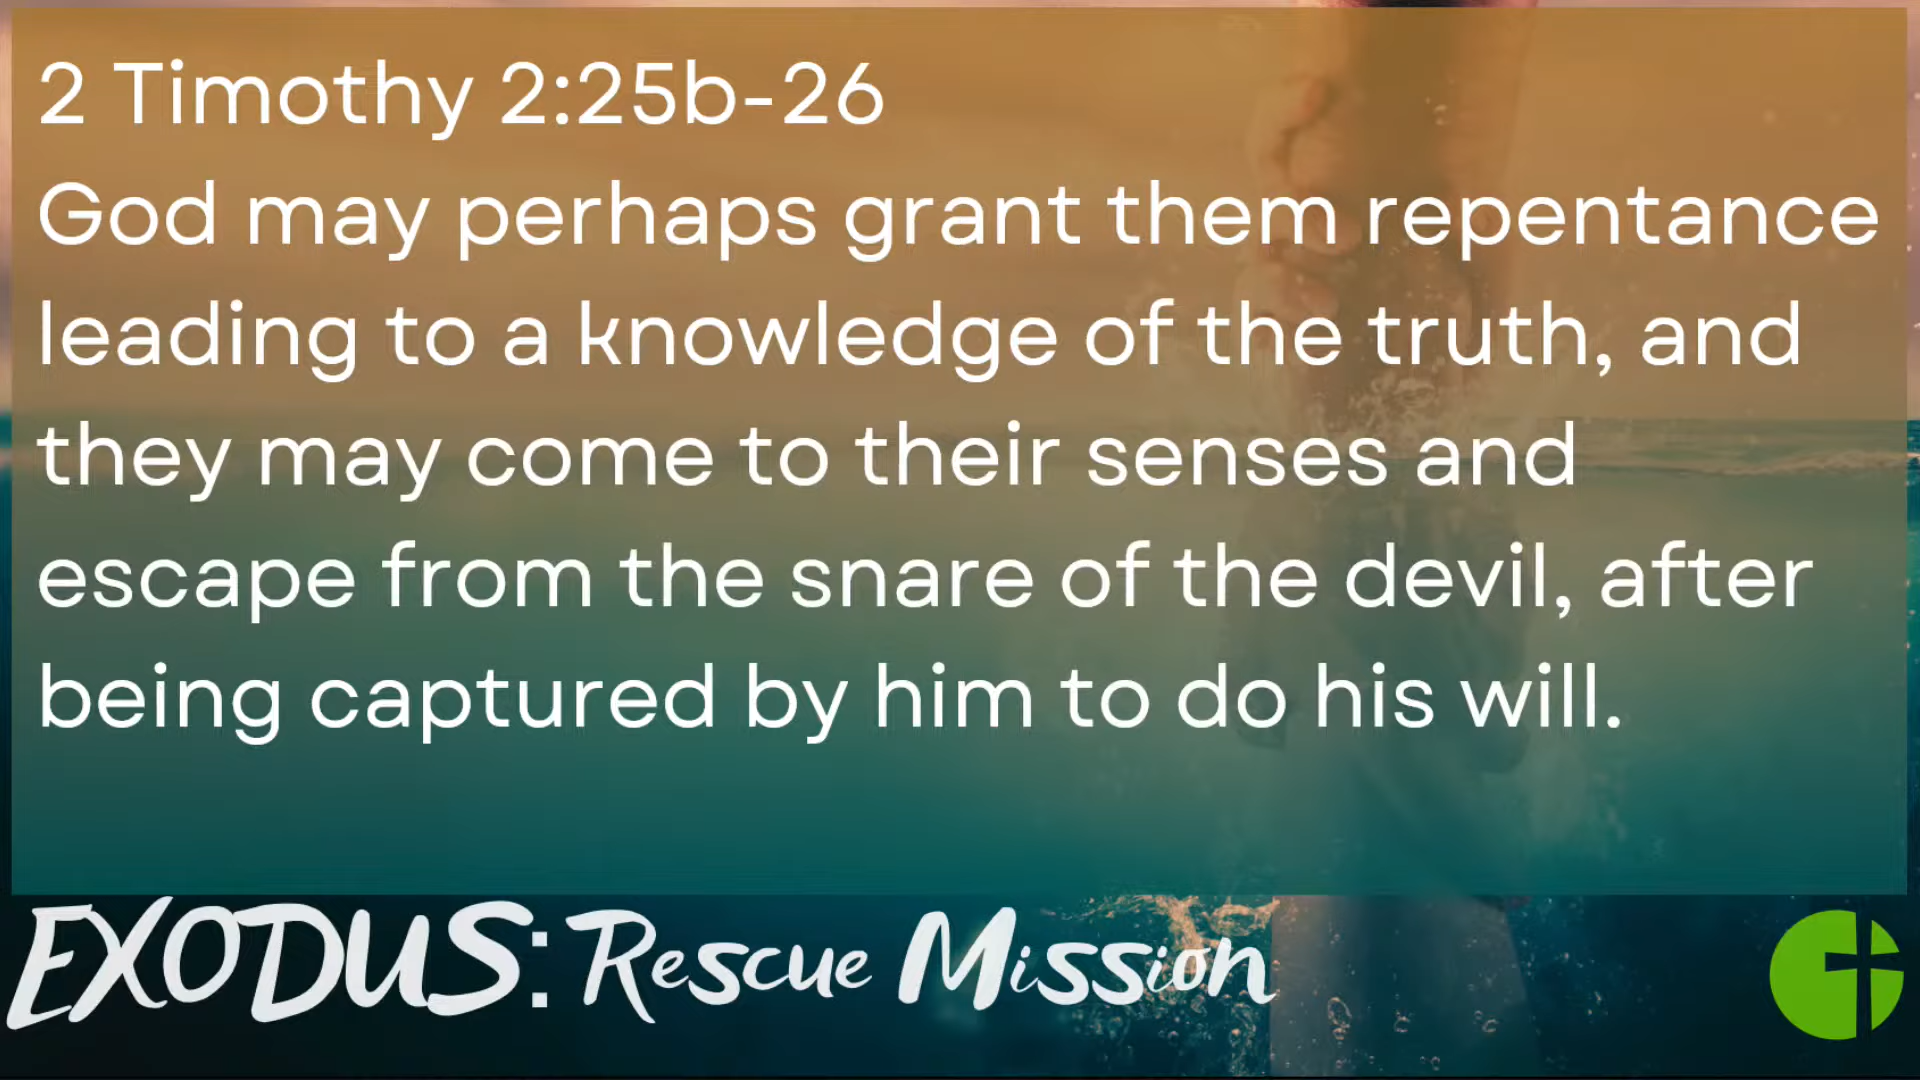 2 Timothy 2:25b-26
God may perhaps grant them repentance
leading to a knowledge of the truth, and
they may come to their senses and
escape from the snare of the devil, after
being captured by him to do his will.
EXODUS: Rescue Mission